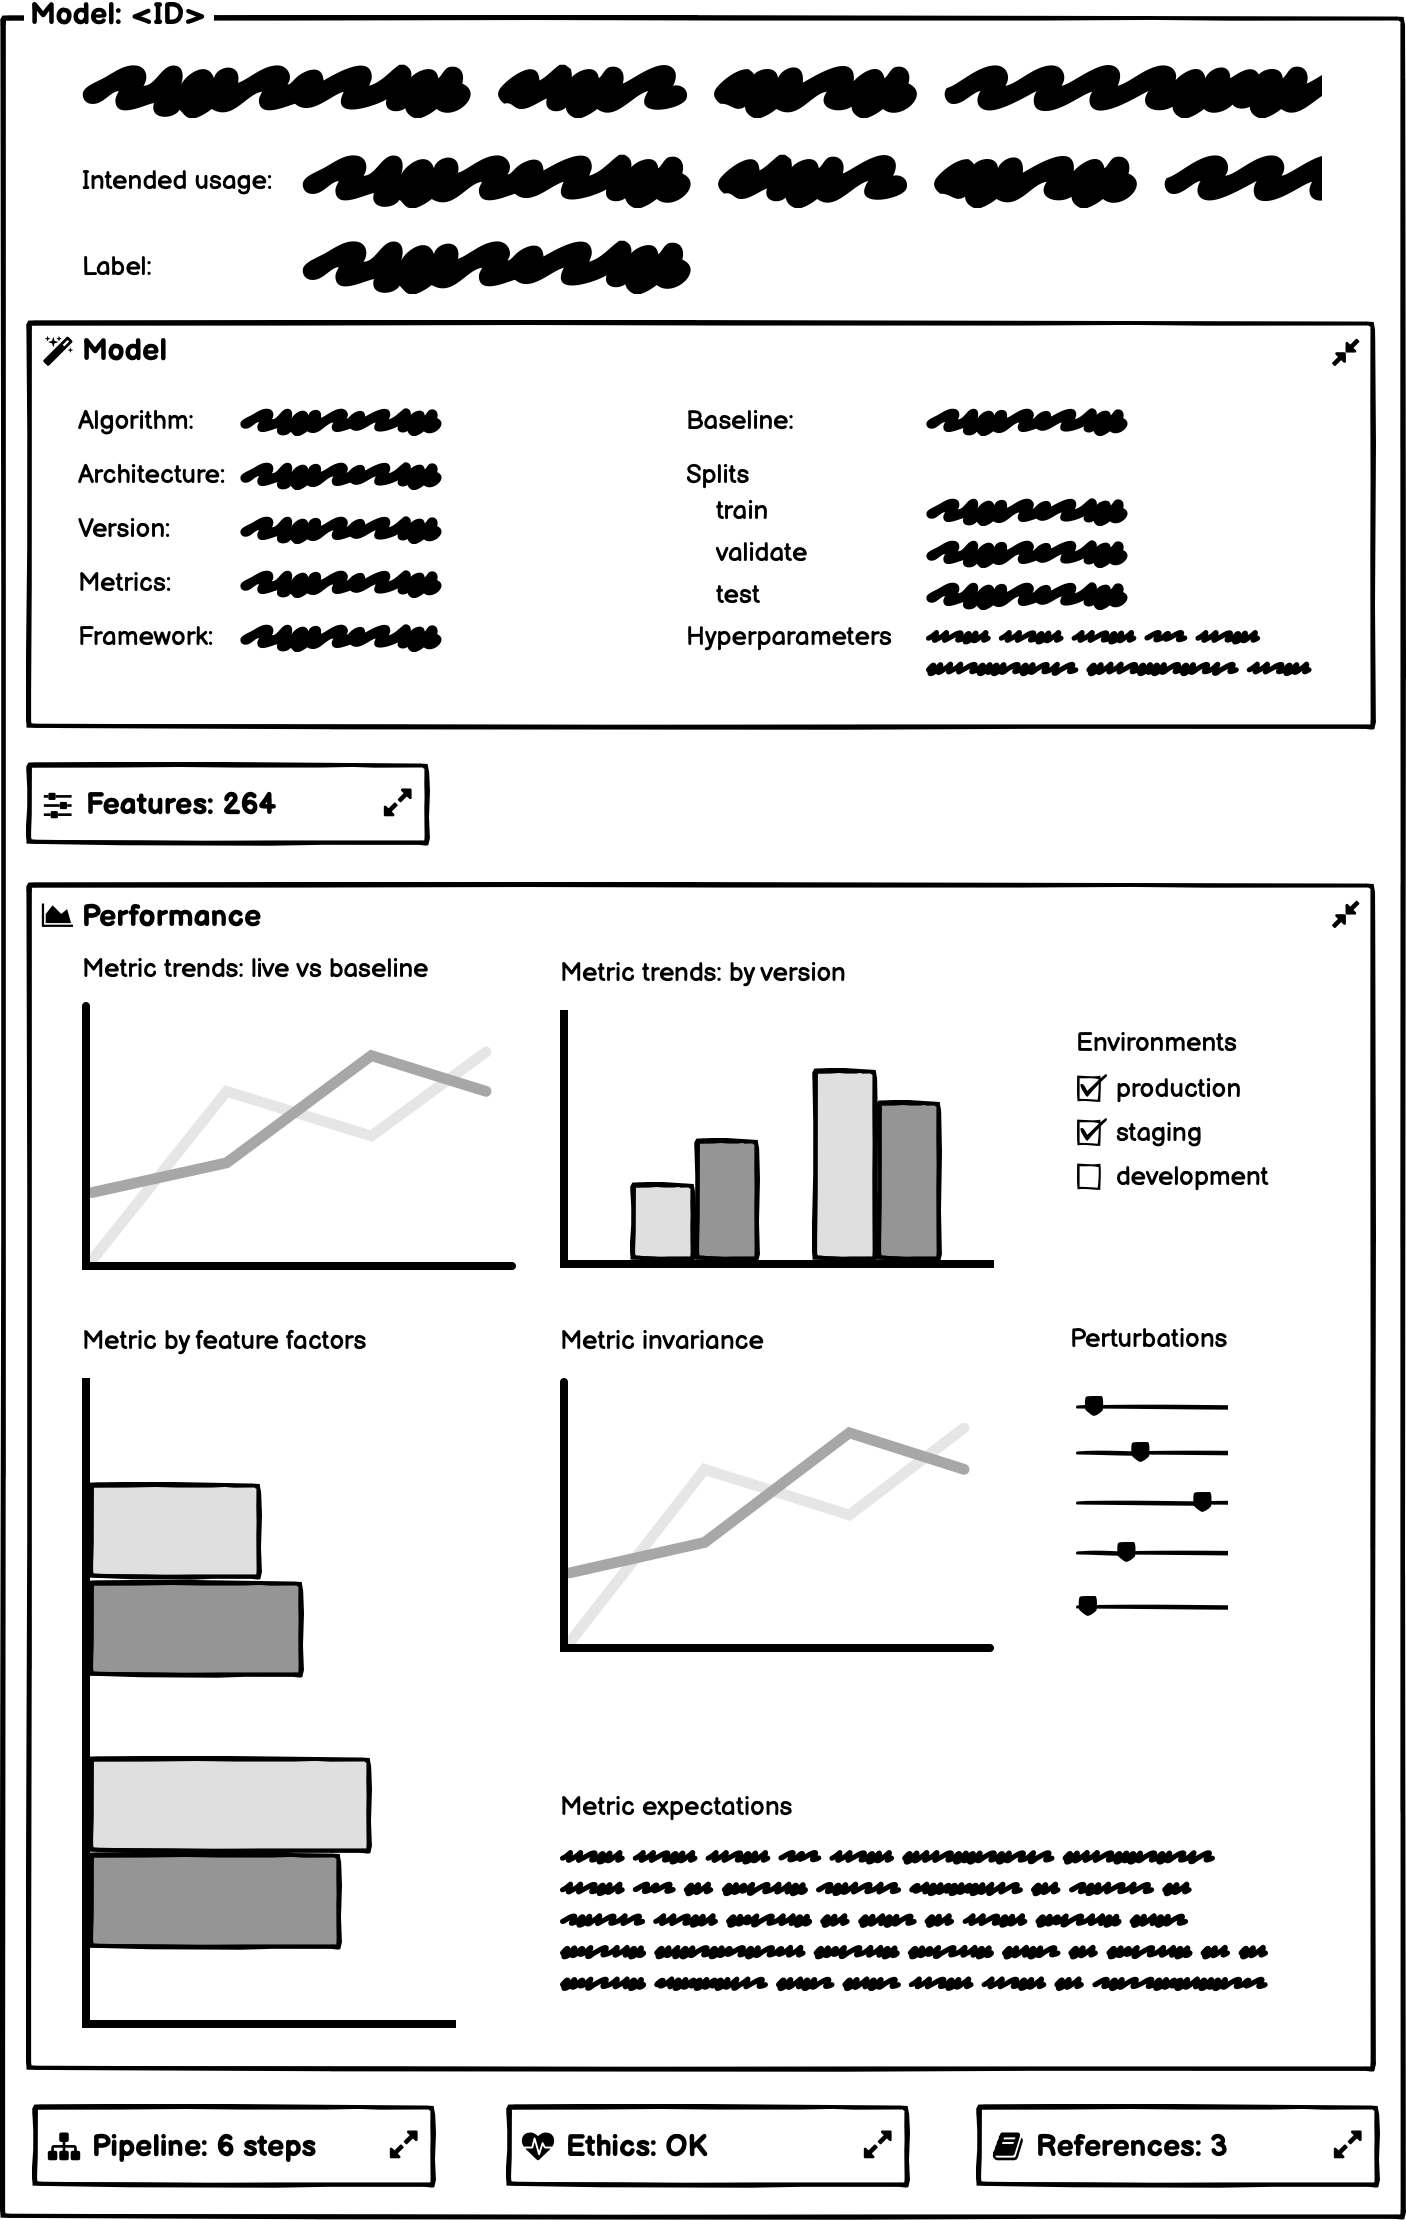 Model: <ID>
Intended usage:
Label:
Model
Algorithm:
Architecture:
Version:
Metrics:
Framework:
Baseline:
Splits
train
validate
test
Hyperparameters
Features: 264
Performance
Metric trends: live vs baseline
Metric trends: by version
Environments
production
staging
development
Metric by feature factors
Metric invariance
Perturbations
Metric expectations
Pipeline: 6 steps
Ethics: OK
References: 3